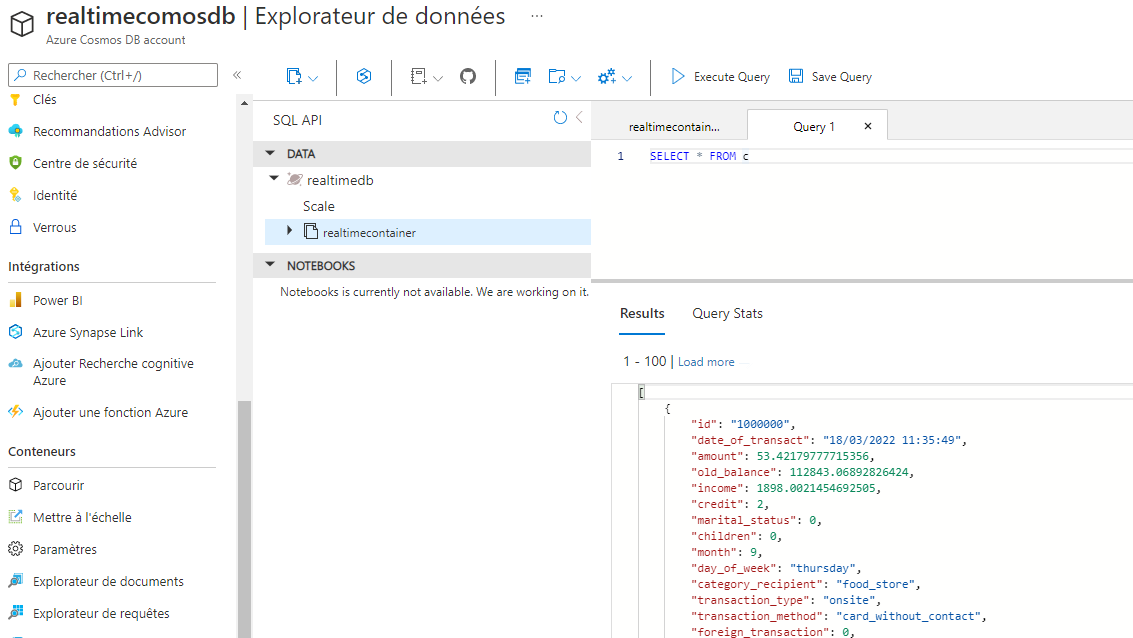 realtimecomosdb | Explorateur de données ...
Azure Cosmos DB account
Rechercher (Ctrl+/)
«
Clés
Recommandations Advisor
Centre de sécurité
Identité
Verrous
Intégrations
Power BI
Azure Synapse Link
Ajouter Recherche cognitive
Azure
Ajouter une fonction Azure
Conteneurs
Parcourir
Mettre à l'échelle
Paramètres
Explorateur de documents
Explorateur de requêtes
Execute Query
Save Query
SQL API
DATA
realtimedb
Scale
realtimecontainer
NOTEBOOKS
Notebooks is currently not available. We are working on it.
realtimecontain...
Query 1
1 SELECT * FROM c
Results
Query Stats
1 - 100 | Load more
[
{
"id": "1000000",
"date_of_transact": "18/03/2022 11:35:49",
"amount": 53.42179777715356,
"old_balance": 112843.06892826424,
"income": 1898.0021454692505,
"credit": 2,
"marital_status": 0,
"children": 0,
"month": 9,
"day_of_week": "thursday",
"category_recipient": "food_store",
"transaction_type": "onsite",
"transaction_method": "card_without_contact",
"foreign_transaction": 0,